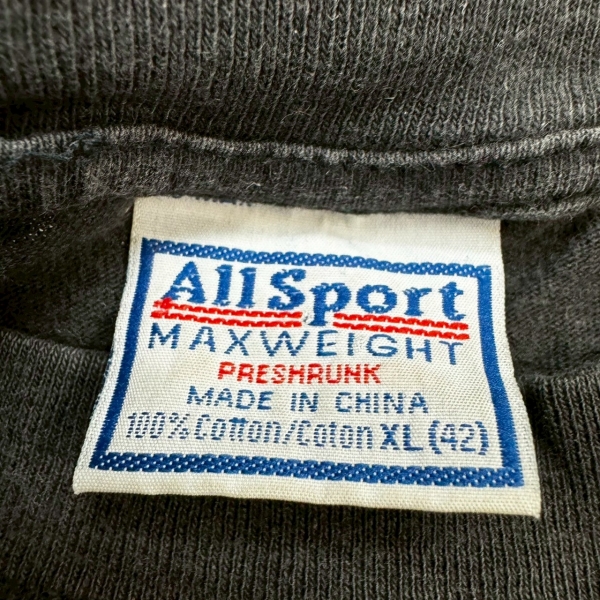 AllSport
MAXWEIGHT
PRESHRUNK
MADE IN CHINA
100% Cotton/Coton XL (42)